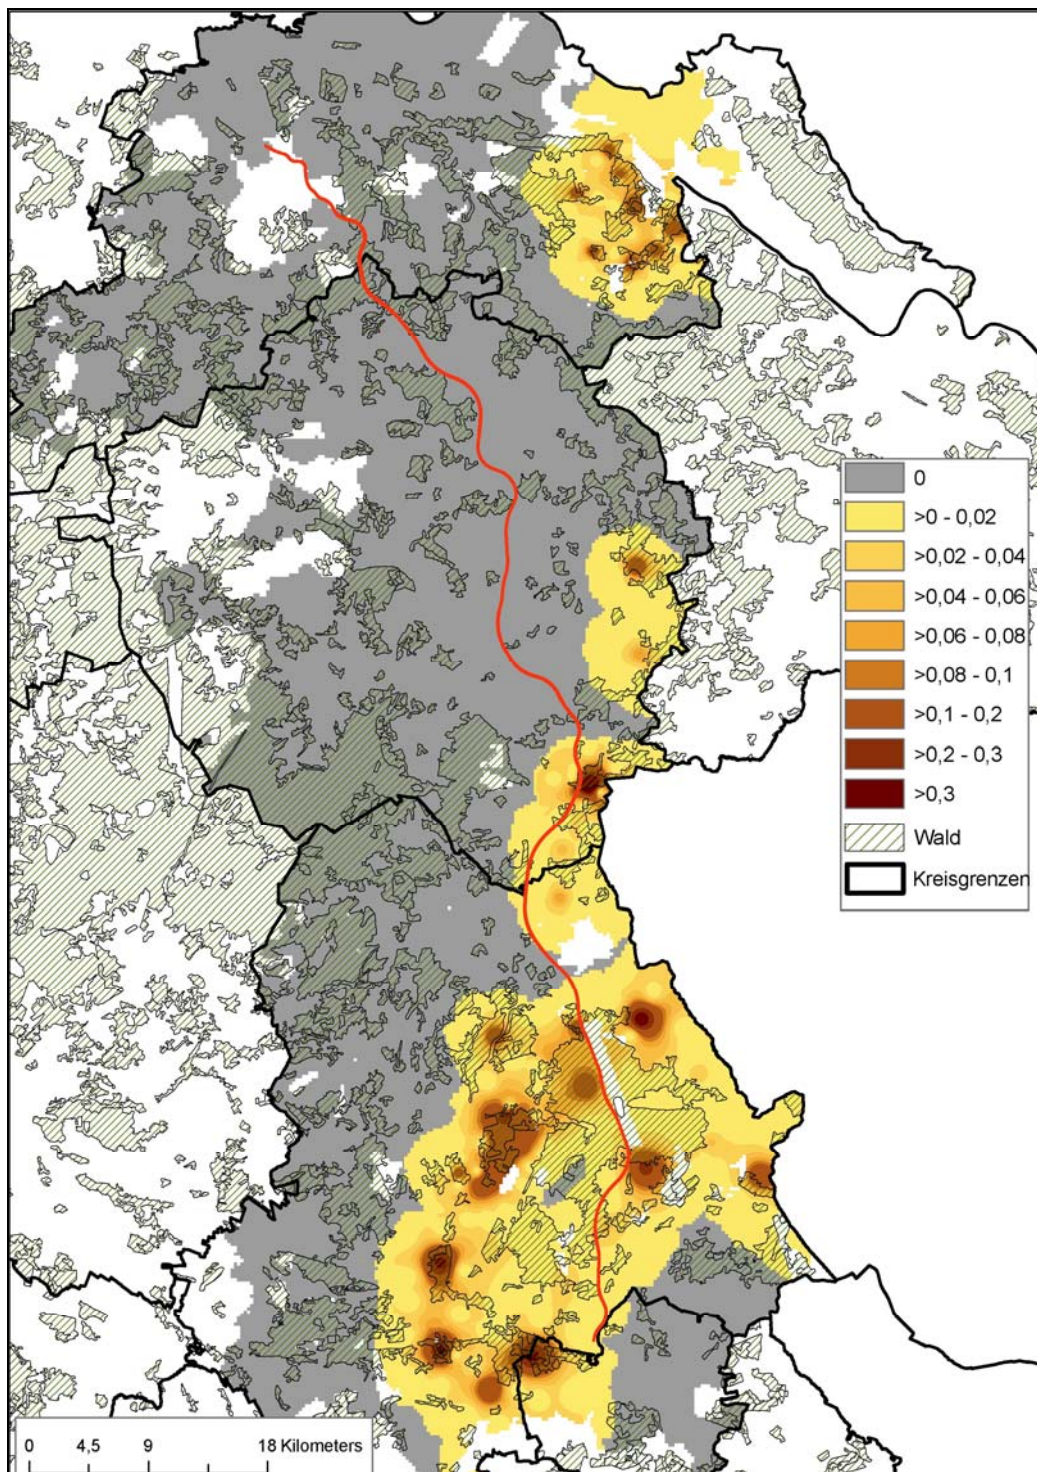 0
>0 - 0,02
>0,02 - 0,04
>0,04 - 0,06
>0,06 - 0,08
>0,08 - 0,1
>0,1 - 0,2
>0,2 - 0,3
>0,3
Wald
Kreisgrenzen
0 4,5 9 18 Kilometers